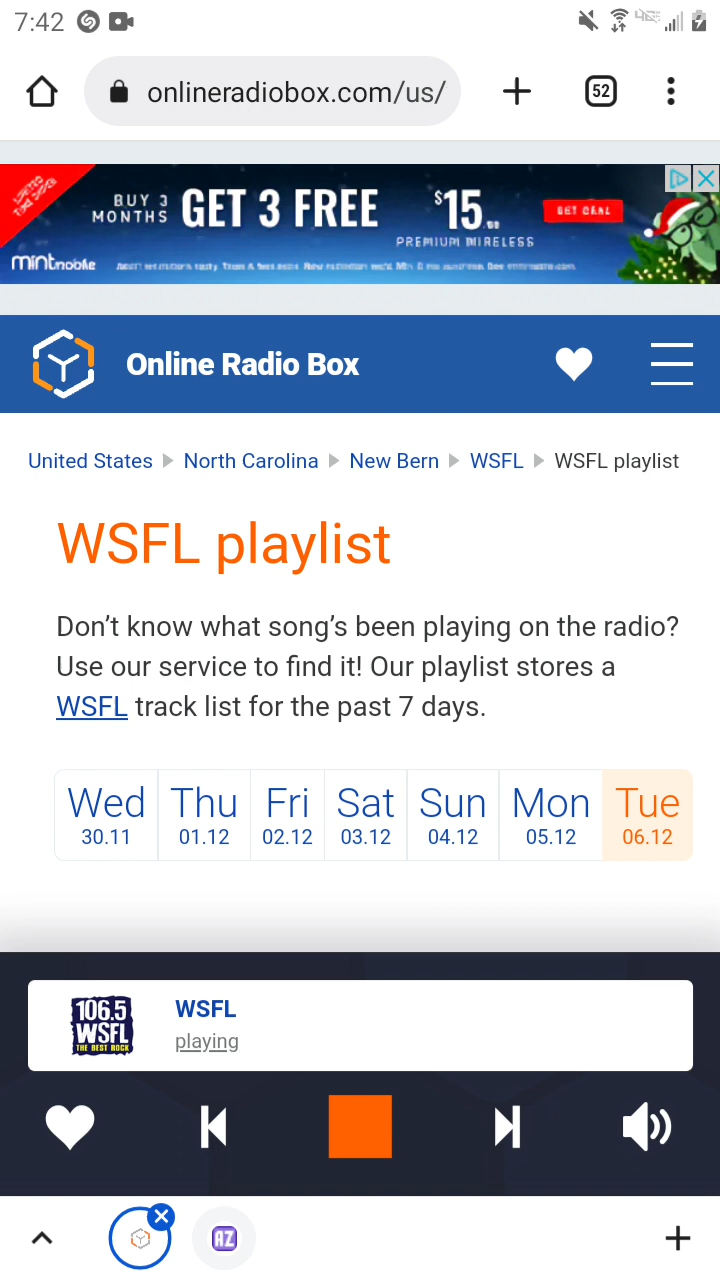 7:42
onlineradiobox.com/us/
52
BUY 3
MONTHS
GET 3 FREE
$15
PREMIUM WIRELESS
GET DEAL
mintmobile
Online Radio Box
United States North Carolina New Bern WSFL WSFL playlist
WSFL playlist
Don’t know what song’s been playing on the radio?
Use our service to find it! Our playlist stores a
WSFL track list for the past 7 days.
Wed Thu Fri Sat Sun Mon Tue
30.11 01.12 02.12 03.12 04.12 05.12 06.12
106.5
WSFL
THE BEST ROCK
WSFL
playing
AZ